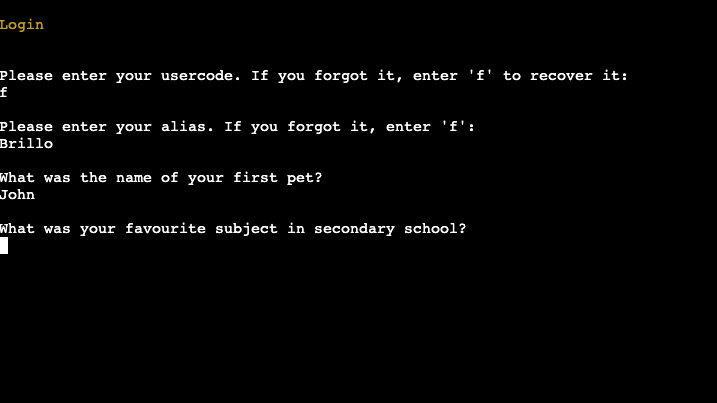 Login
Please enter your usercode. If you forgot it, enter 'f' to recover it:
f
Please enter your alias. If you forgot it, enter 'f':
Brillo
What was the name of your first pet?
John
What was your favourite subject in secondary school?